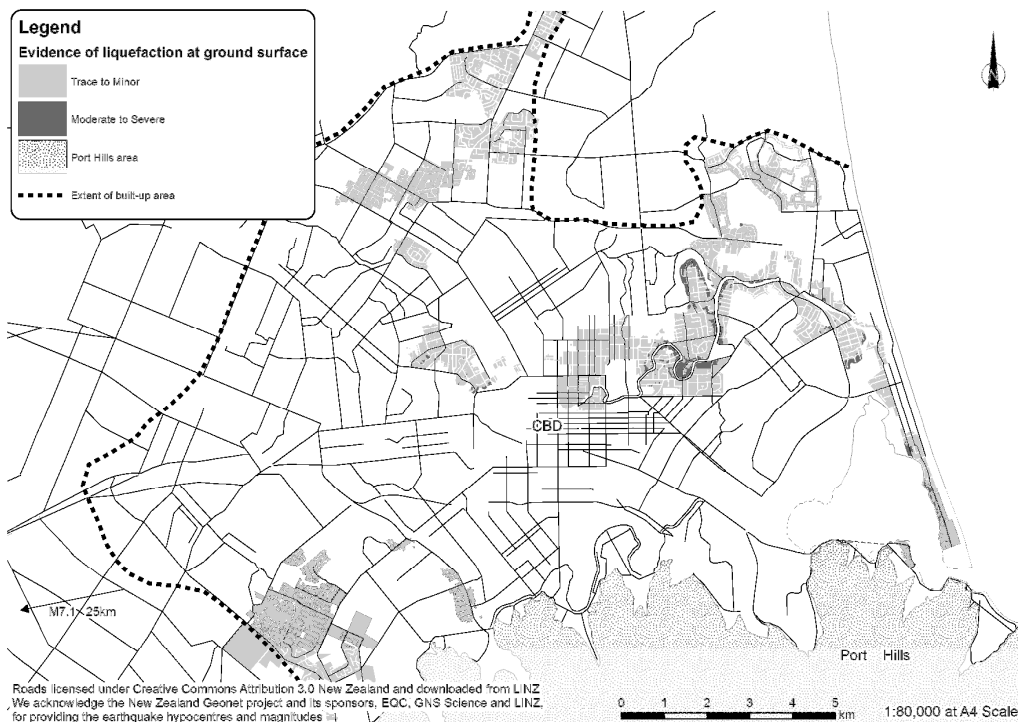 Legend
Evidence of liquefaction at ground surface
Trace to Minor
Moderate to Severe
Port Hills area
Extent of built-up area
N
CBD
M7.1 25km
Port Hills
Roads licensed under Creative Commons Attribution 3.0 New Zealand and downloaded from LINZ
We acknowledge the New Zealand Geonet project and its sponsors, EQC, GNS Science and LINZ,
for providing the earthquake hypocentres and magnitudes
0 1 2 3 4 5
km
1:80,000 at A4 Scale